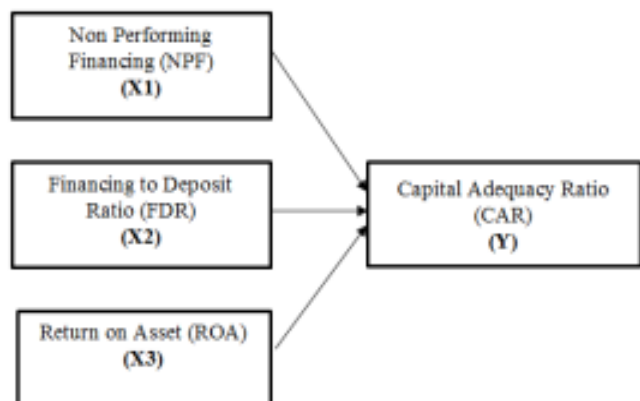 Non Performing
Financing (NPF)
(X1)
Financing to Deposit
Ratio (FDR)
(X2)
Capital Adequacy Ratio
(CAR)
(Y)
Return on Asset (ROA)
(X3)